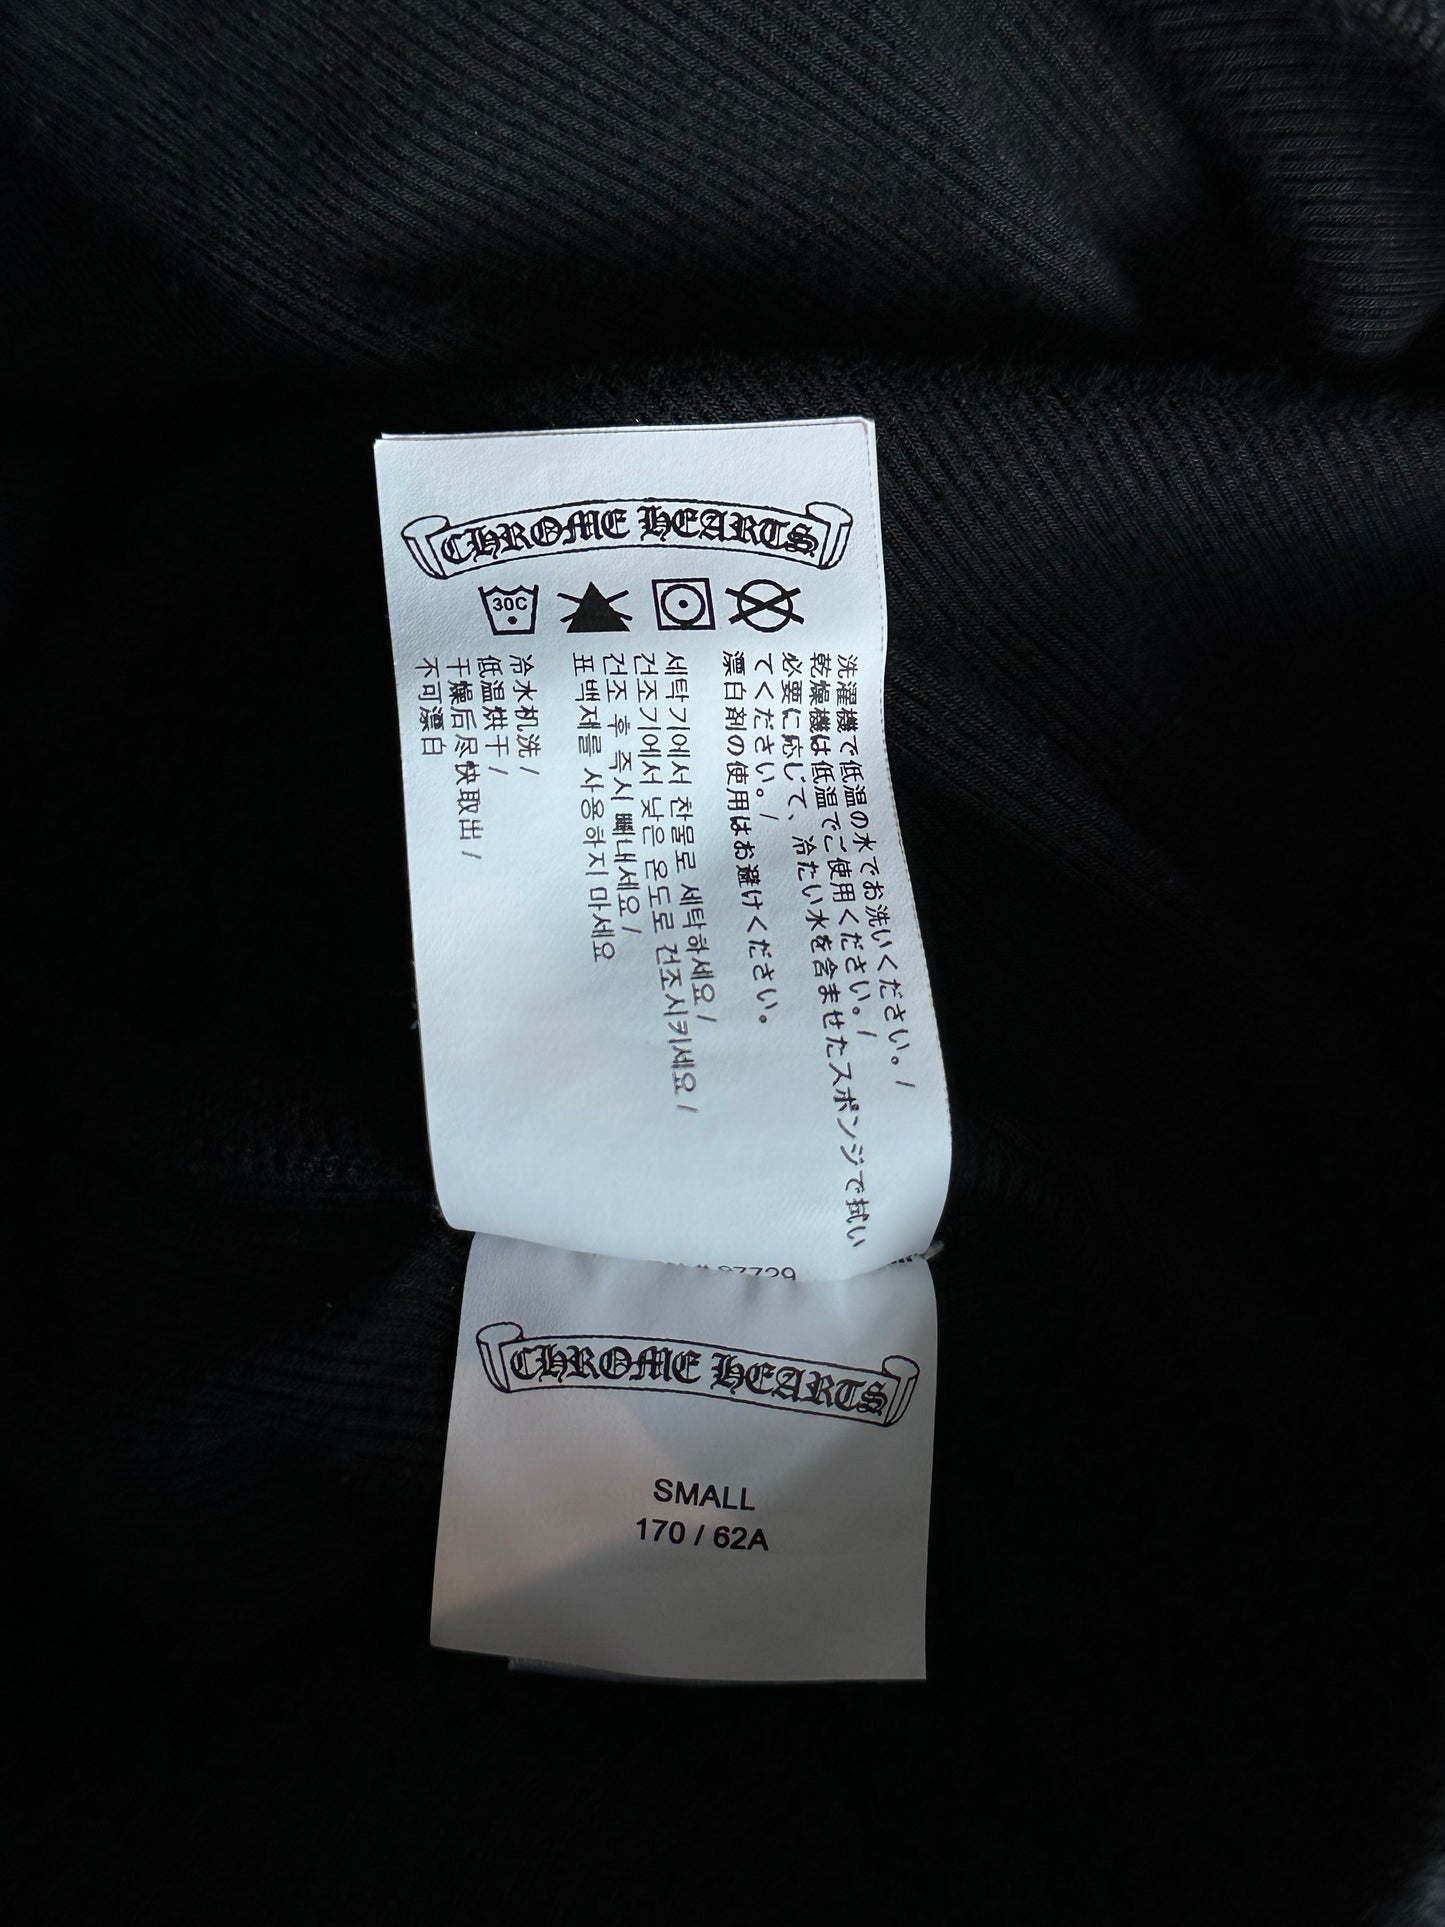 CHROME HEARTS
30C
洗濯機で低温の水でお洗いください。/
乾燥機は低温でご使用ください。/
必要に応じて、冷たい水を含ませたスポンジで拭い
てください。/
漂白剤の使用はお避けください。
세탁기에서 찬물로 세탁하세요 /
건조기에서 낮은 온도로 건조시키세요 /
건조 후 즉시 빼내세요 /
표백제를 사용하지 마세요
冷水机洗 /
低温烘干 /
干燥后尽快取出 /
不可漂白
# 97729
CHROME HEARTS
SMALL
170 / 62A